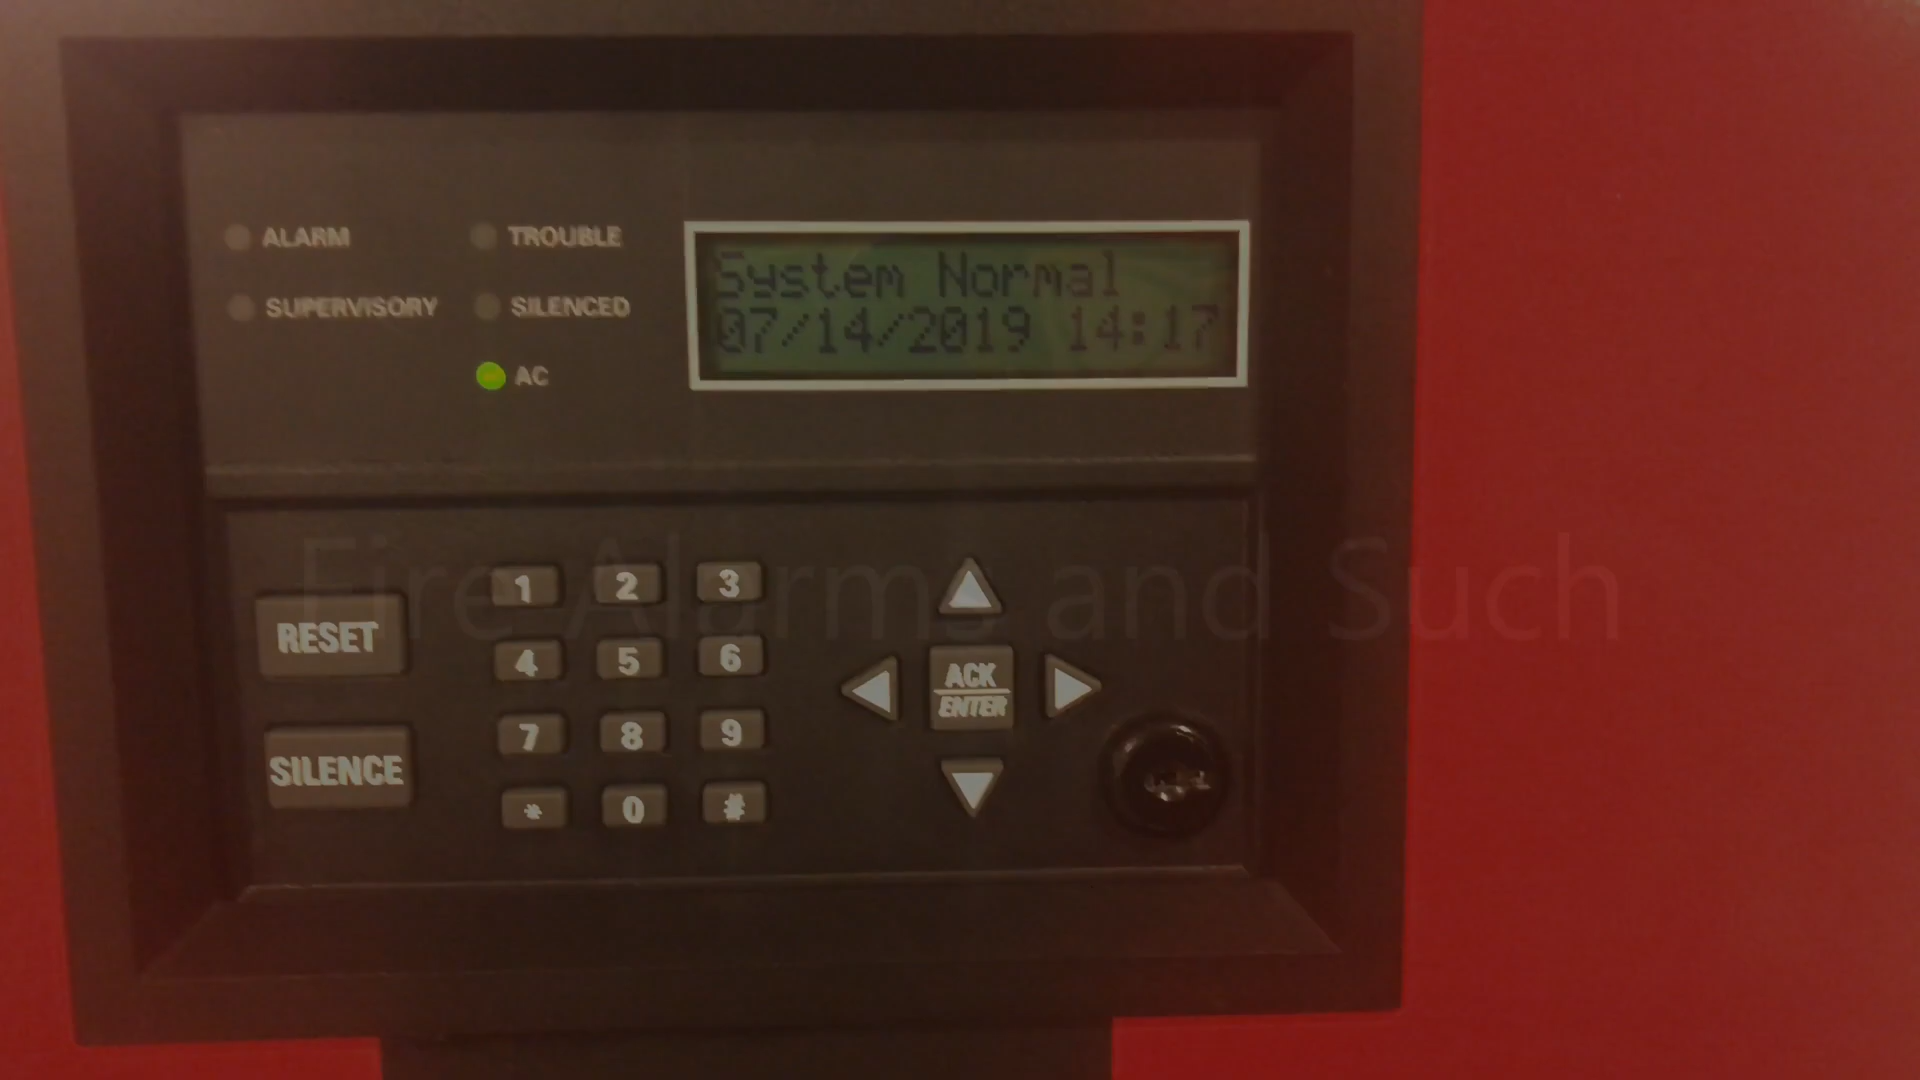 ALARM
TROUBLE
SUPERVISORY
SILENCED
AC
System Normal
07/14/2019 14:17
Fire Alarms and Such
RESET
SILENCE
1 2 3
4 5 6
7 8 9
* 0 #
ACK
ENTER